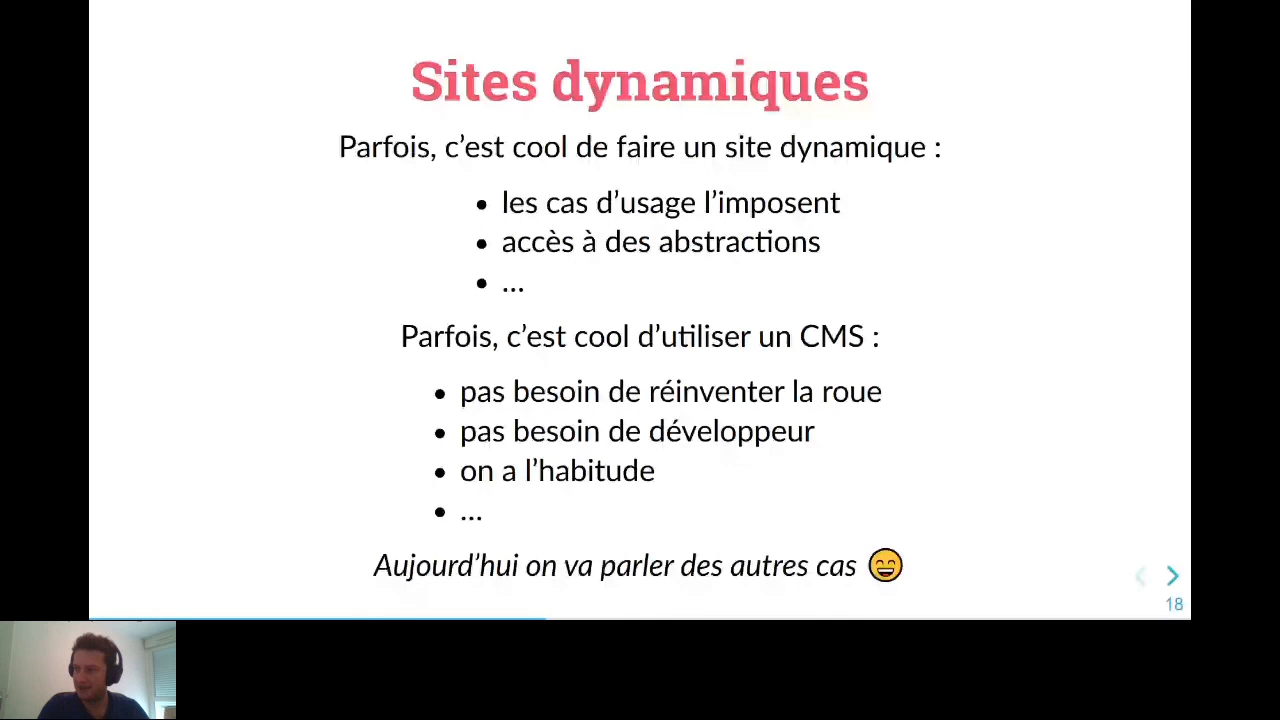 Sites dynamiques
Parfois, c’est cool de faire un site dynamique :
• les cas d’usage l’imposent
• accès à des abstractions
• ...
Parfois, c’est cool d’utiliser un CMS :
• pas besoin de réinventer la roue
• pas besoin de développeur
• on a l’habitude
• ...
Aujourd’hui on va parler des autres cas 😄
18